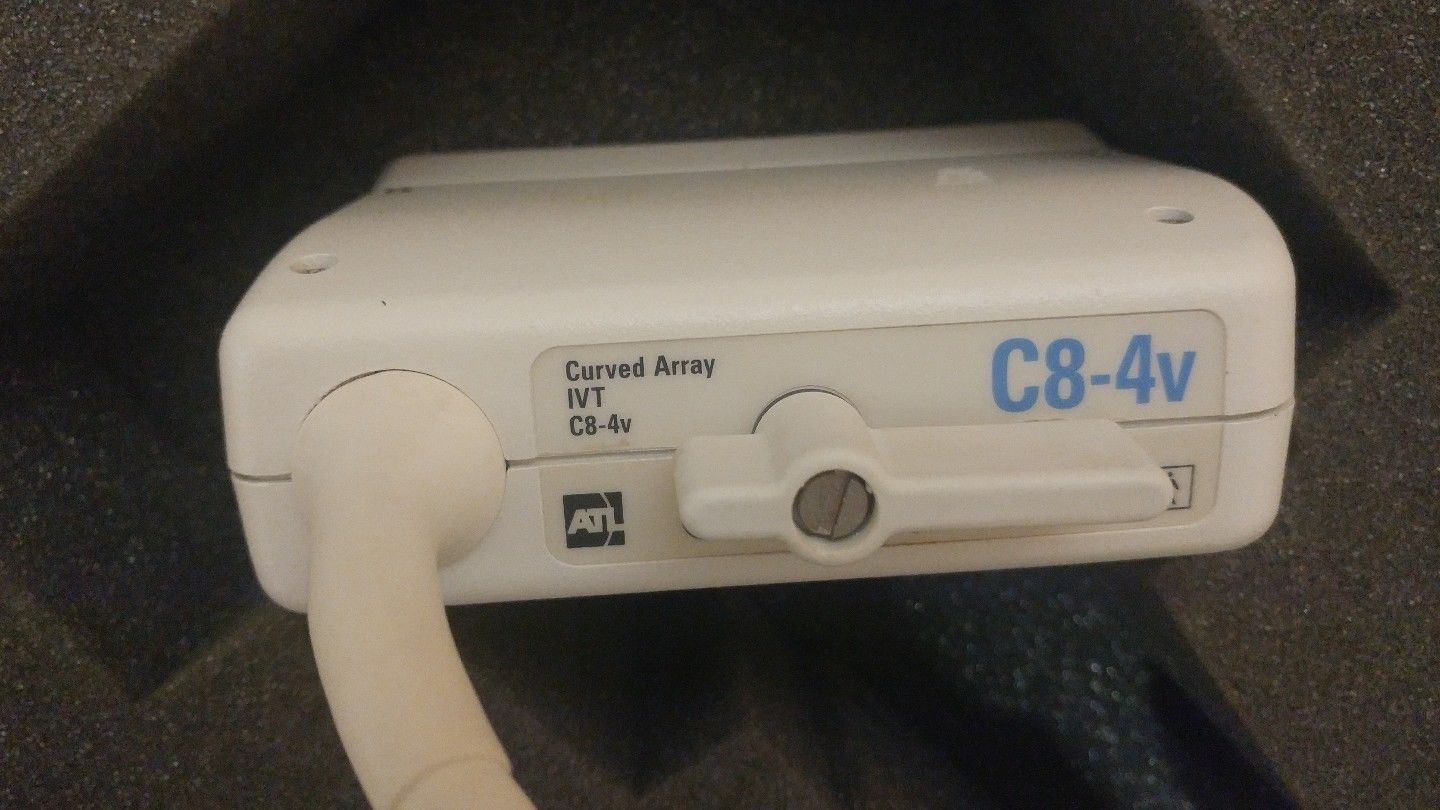 Curved Array
IVT
C8-4v
C8-4v
ATL